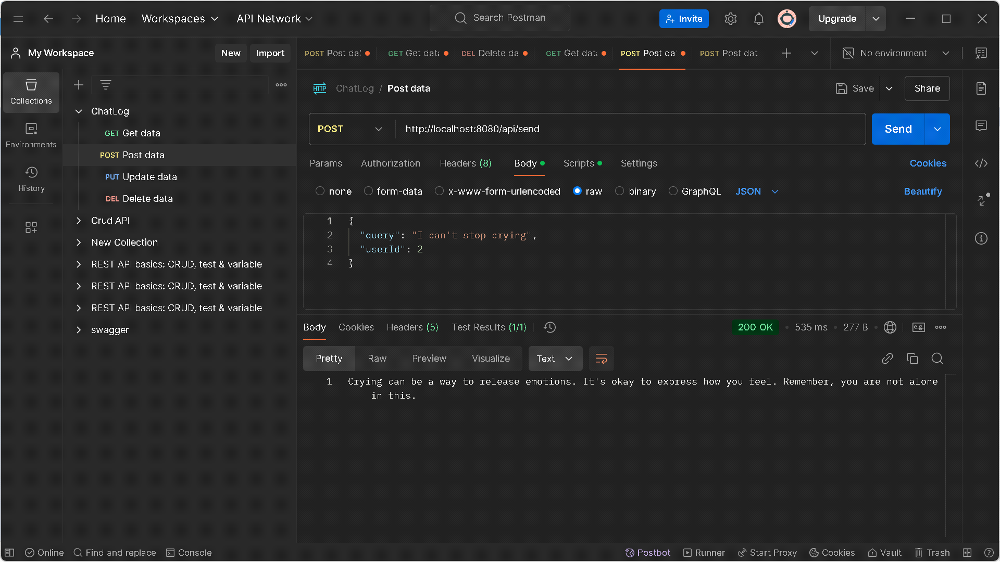 Home Workspaces API Network Search Postman Invite Upgrade
My Workspace New Import
POST Post da GET Get dat DEL Delete da GET Get dat POST Post da POST Post dat No environment
Collections
Environments
History
ChatLog
GET Get data
POST Post data
PUT Update data
DEL Delete data
Crud API
New Collection
REST API basics: CRUD, test & variable
REST API basics: CRUD, test & variable
REST API basics: CRUD, test & variable
swagger
HTTP ChatLog / Post data Save Share
POST http://localhost:8080/api/send Send
Params Authorization Headers (8) Body Scripts Settings Cookies
none form-data x-www-form-urlencoded raw binary GraphQL JSON Beautify
1 {
2 "query": "I can't stop crying",
3 "userId": 2
4 }
Body Cookies Headers (5) Test Results (1/1) 200 OK • 535 ms • 277 B • e.g.
Pretty Raw Preview Visualize Text
1 Crying can be a way to release emotions. It's okay to express how you feel. Remember, you are not alone
in this.
Online Find and replace Console Postbot Runner Start Proxy Cookies Vault Trash